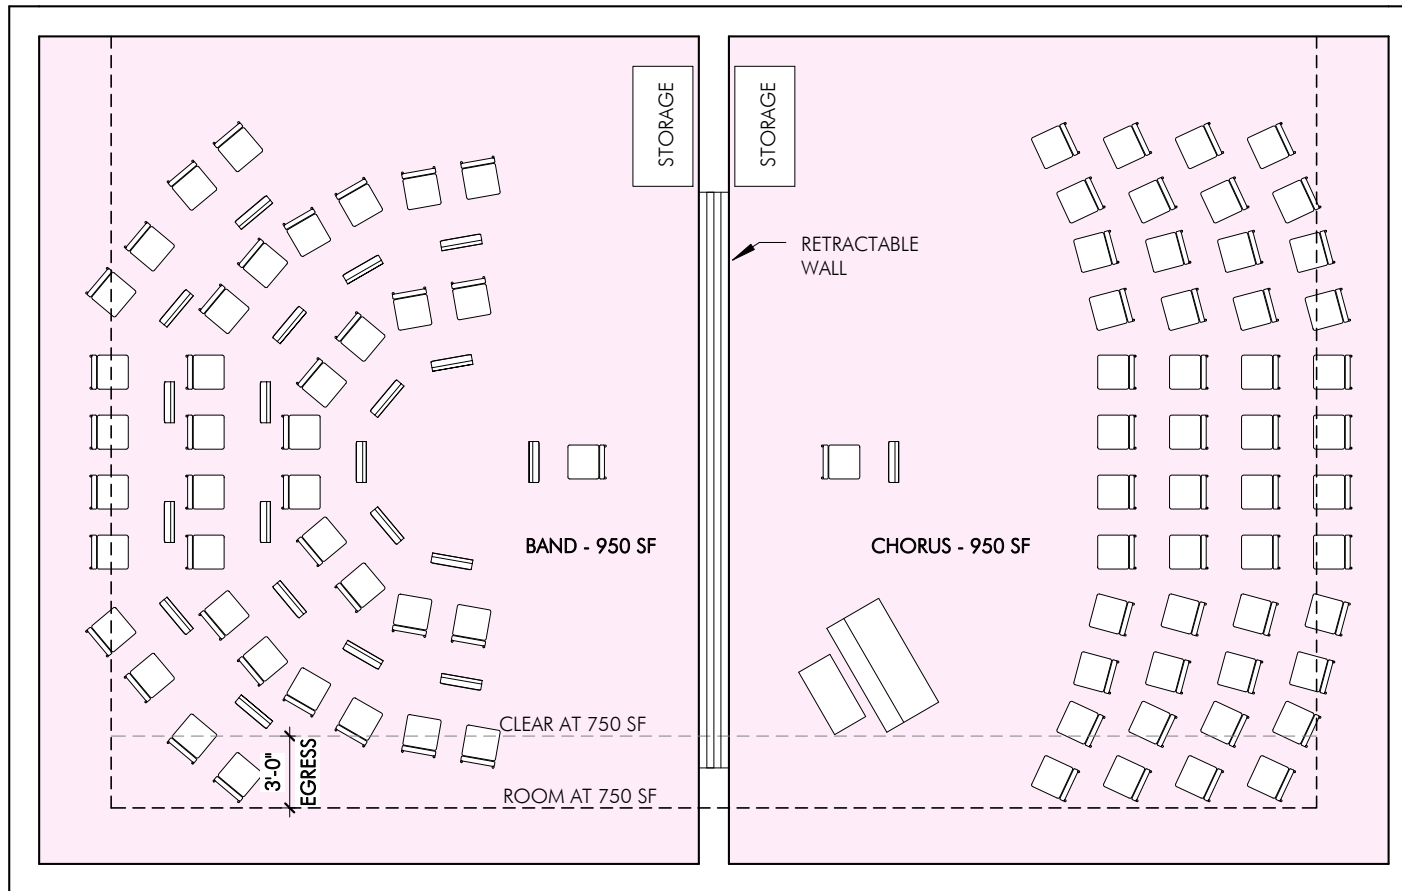 STORAGE
STORAGE
RETRACTABLE
WALL
BAND - 950 SF
CHORUS - 950 SF
CLEAR AT 750 SF
3'-0"
EGRESS
ROOM AT 750 SF